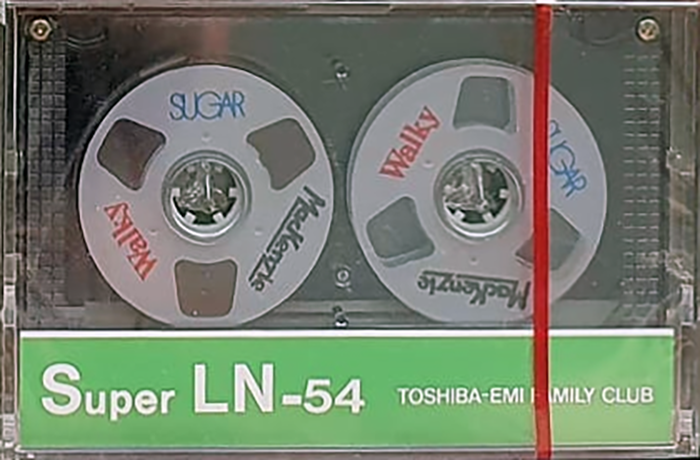 SUGAR
Walky
MacKenzie
Walky
SUGAR
MacKenzie
Super LN-54
TOSHIBA-EMI FAMILY CLUB